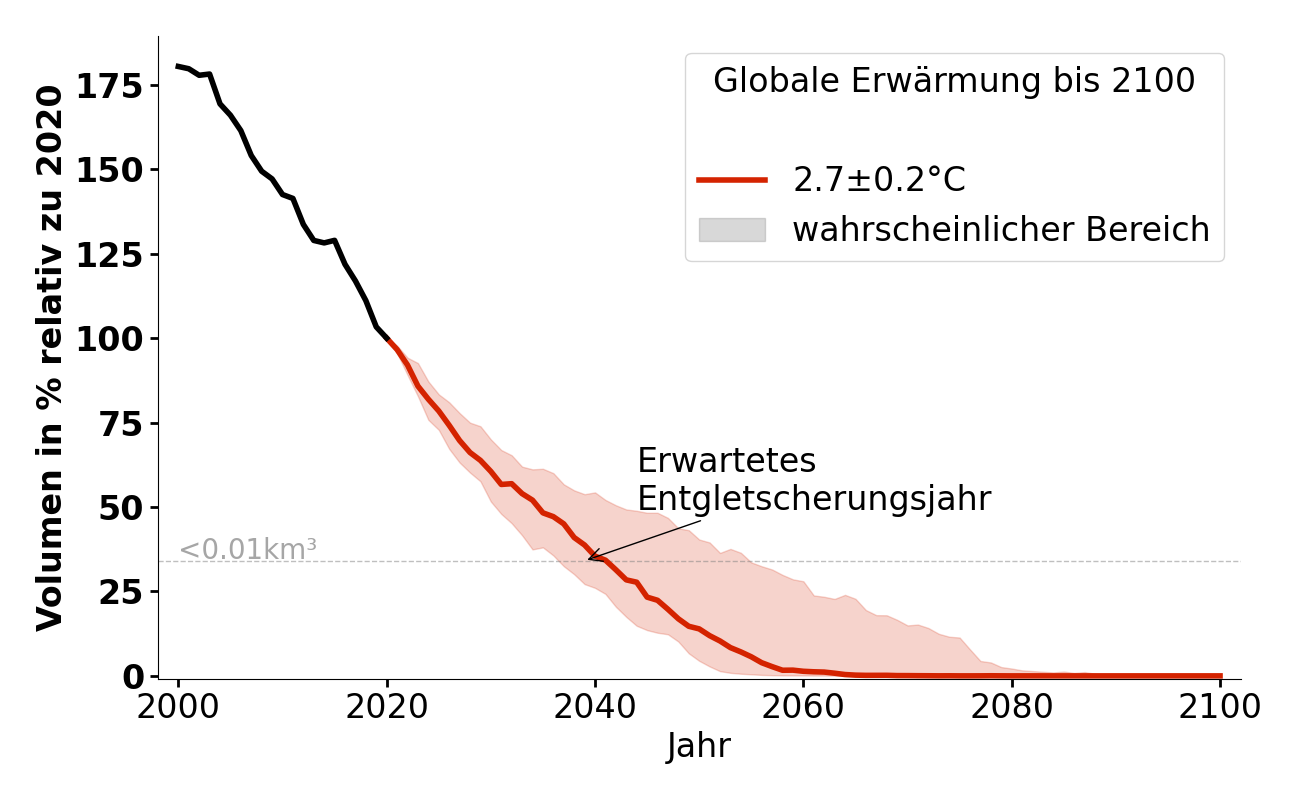 Volumen in % relativ zu 2020
175
150
125
100
75
50
25
0
Globale Erwärmung bis 2100
2.7±0.2°C
wahrscheinlicher Bereich
Erwartetes
Entgletscherungsjahr
<0.01km³
2000 2020 2040 2060 2080 2100
Jahr